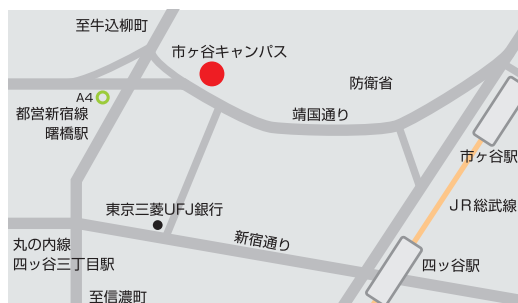 至牛込柳町
市ヶ谷キャンパス
防衛省
A4
都営新宿線
曙橋駅
靖国通り
市ヶ谷駅
JR総武線
東京三菱UFJ銀行
新宿通り
丸の内線
四ッ谷三丁目駅
四ッ谷駅
至信濃町